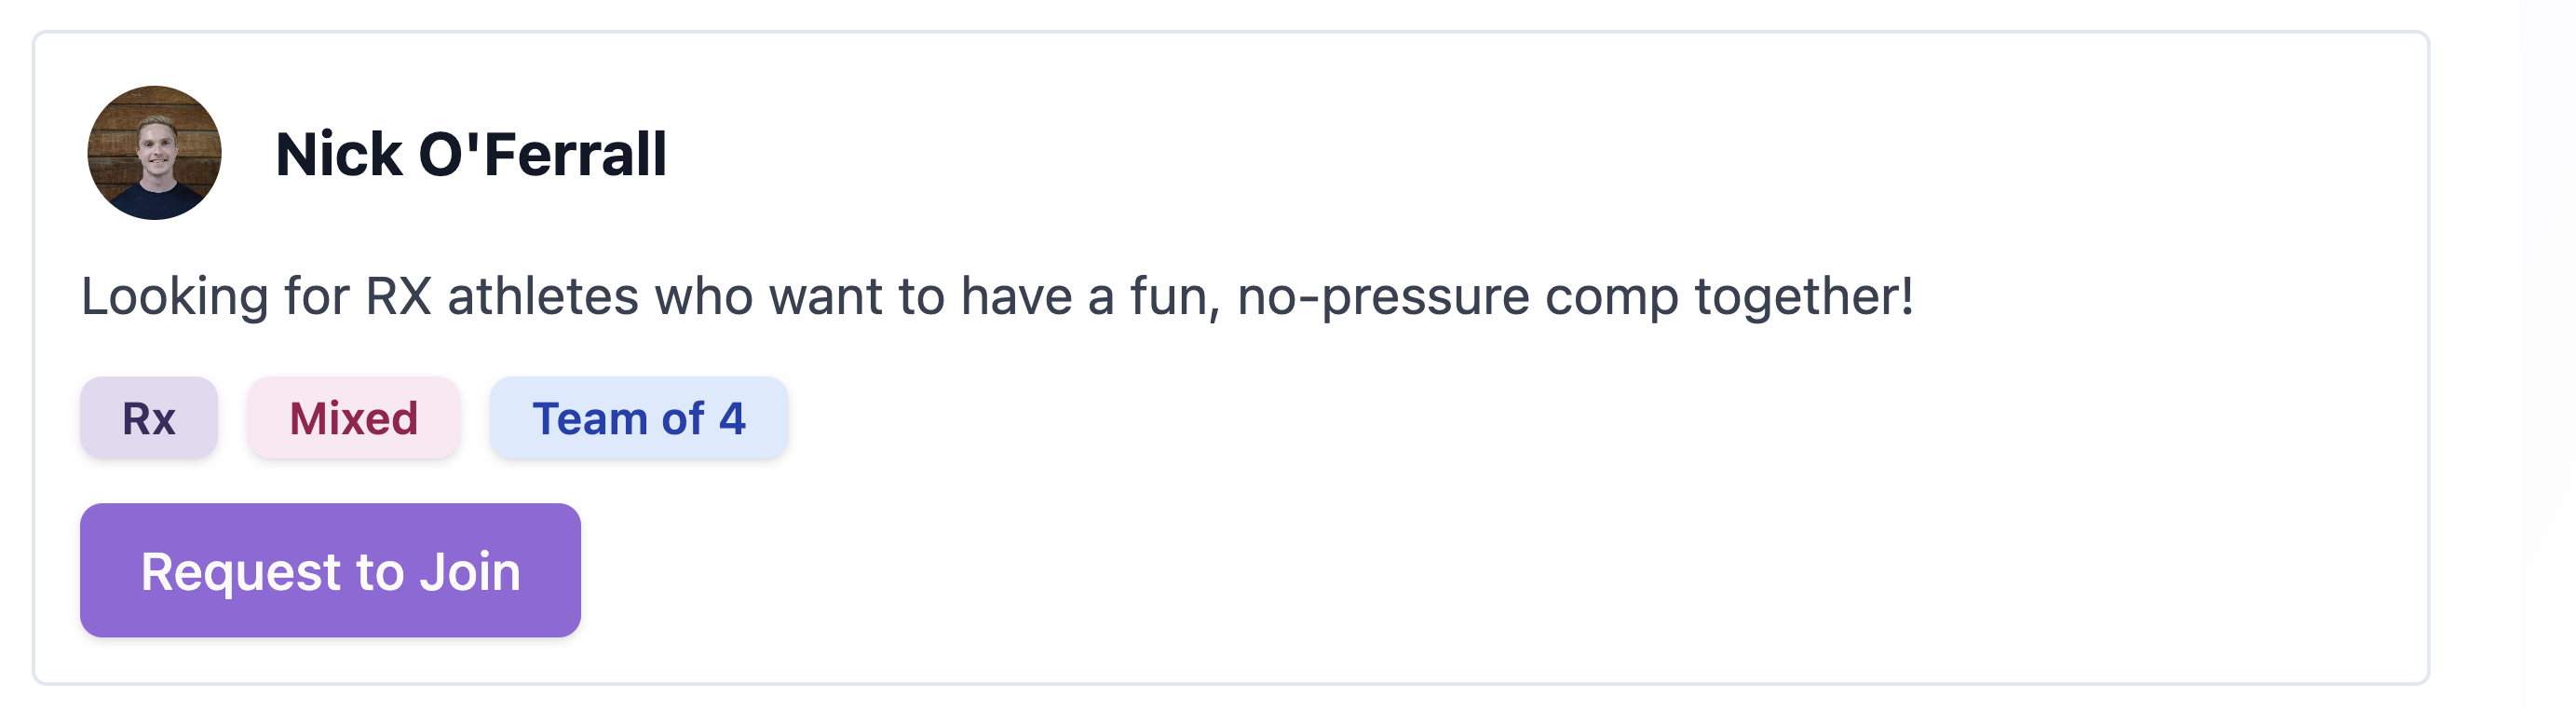 Nick O'Ferrall
Looking for RX athletes who want to have a fun, no-pressure comp together!
Rx Mixed Team of 4
Request to Join